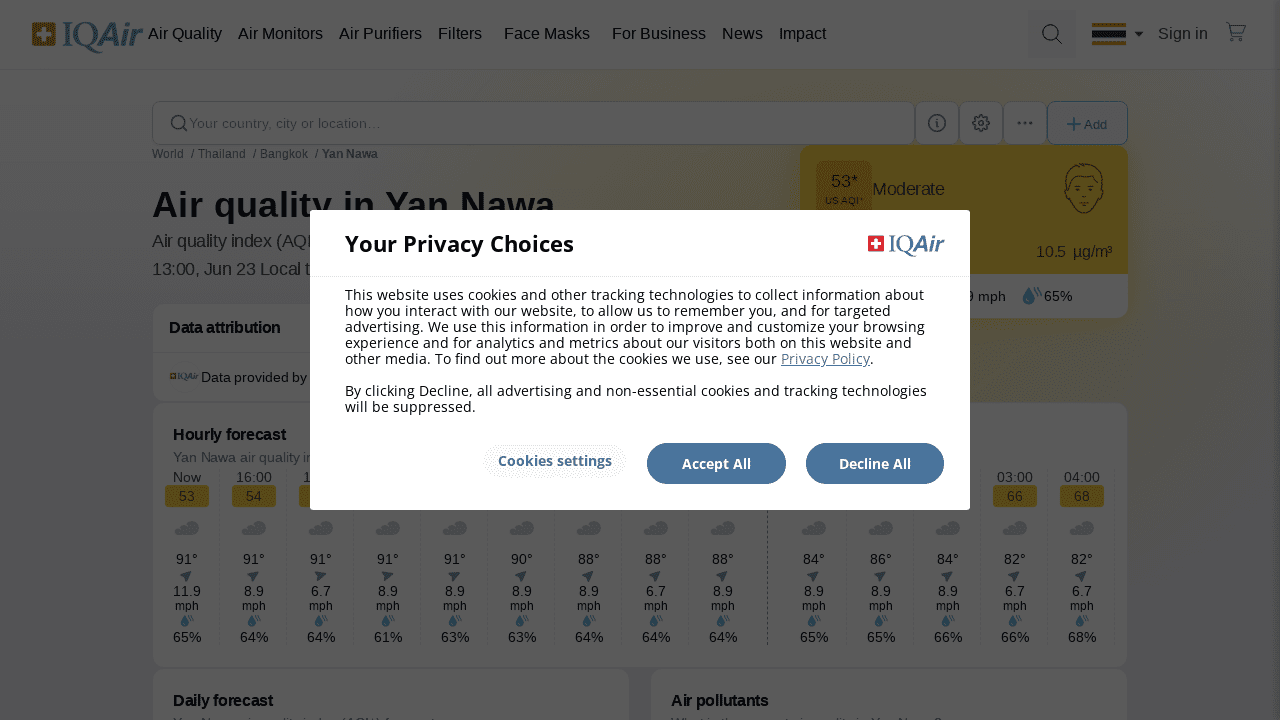 IQAir Air Quality Air Monitors Air Purifiers Filters Face Masks For Business News Impact Sign in
Your country, city or location... Add
World / Thailand / Bangkok / Yan Nawa
53*
US AQI⁺
Moderate
Air quality in Yan Nawa
Air quality index (AQI
13:00, Jun 23 Local t
10.5 µg/m³
9 mph 65%
Data attribution
IQAir Data provided by
Your Privacy Choices IQAir
This website uses cookies and other tracking technologies to collect information about
how you interact with our website, to allow us to remember you, and for targeted
advertising. We use this information in order to improve and customize your browsing
experience and for analytics and metrics about our visitors both on this website and
other media. To find out more about the cookies we use, see our Privacy Policy.
By clicking Decline, all advertising and non-essential cookies and tracking technologies
will be suppressed.
Cookies settings Accept All Decline All
Hourly forecast
Yan Nawa air quality in
Now 16:00 03:00 04:00
53 54 66 68
91° 91° 91° 91° 91° 90° 88° 88° 88° 84° 86° 84° 82° 82°
11.9 8.9 6.7 8.9 8.9 8.9 8.9 6.7 8.9 8.9 8.9 8.9 6.7 6.7
mph mph mph mph mph mph mph mph mph mph mph mph mph mph
65% 64% 64% 61% 63% 63% 64% 64% 64% 65% 65% 66% 66% 68%
Daily forecast Air pollutants